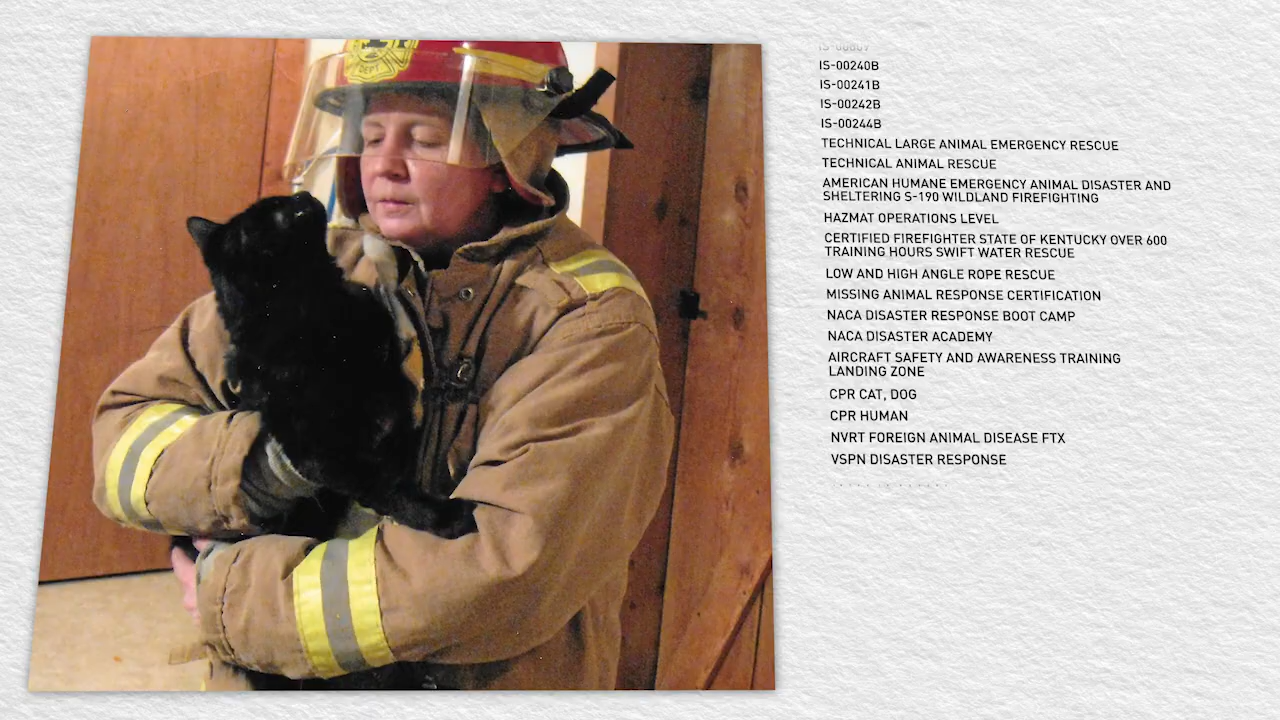 DEPT.
IS-00240B
IS-00241B
IS-00242B
IS-00244B
TECHNICAL LARGE ANIMAL EMERGENCY RESCUE
TECHNICAL ANIMAL RESCUE
AMERICAN HUMANE EMERGENCY ANIMAL DISASTER AND
SHELTERING S-190 WILDLAND FIREFIGHTING
HAZMAT OPERATIONS LEVEL
CERTIFIED FIREFIGHTER STATE OF KENTUCKY OVER 600
TRAINING HOURS SWIFT WATER RESCUE
LOW AND HIGH ANGLE ROPE RESCUE
MISSING ANIMAL RESPONSE CERTIFICATION
NACA DISASTER RESPONSE BOOT CAMP
NACA DISASTER ACADEMY
AIRCRAFT SAFETY AND AWARENESS TRAINING
LANDING ZONE
CPR CAT, DOG
CPR HUMAN
NVRT FOREIGN ANIMAL DISEASE FTX
VSPN DISASTER RESPONSE